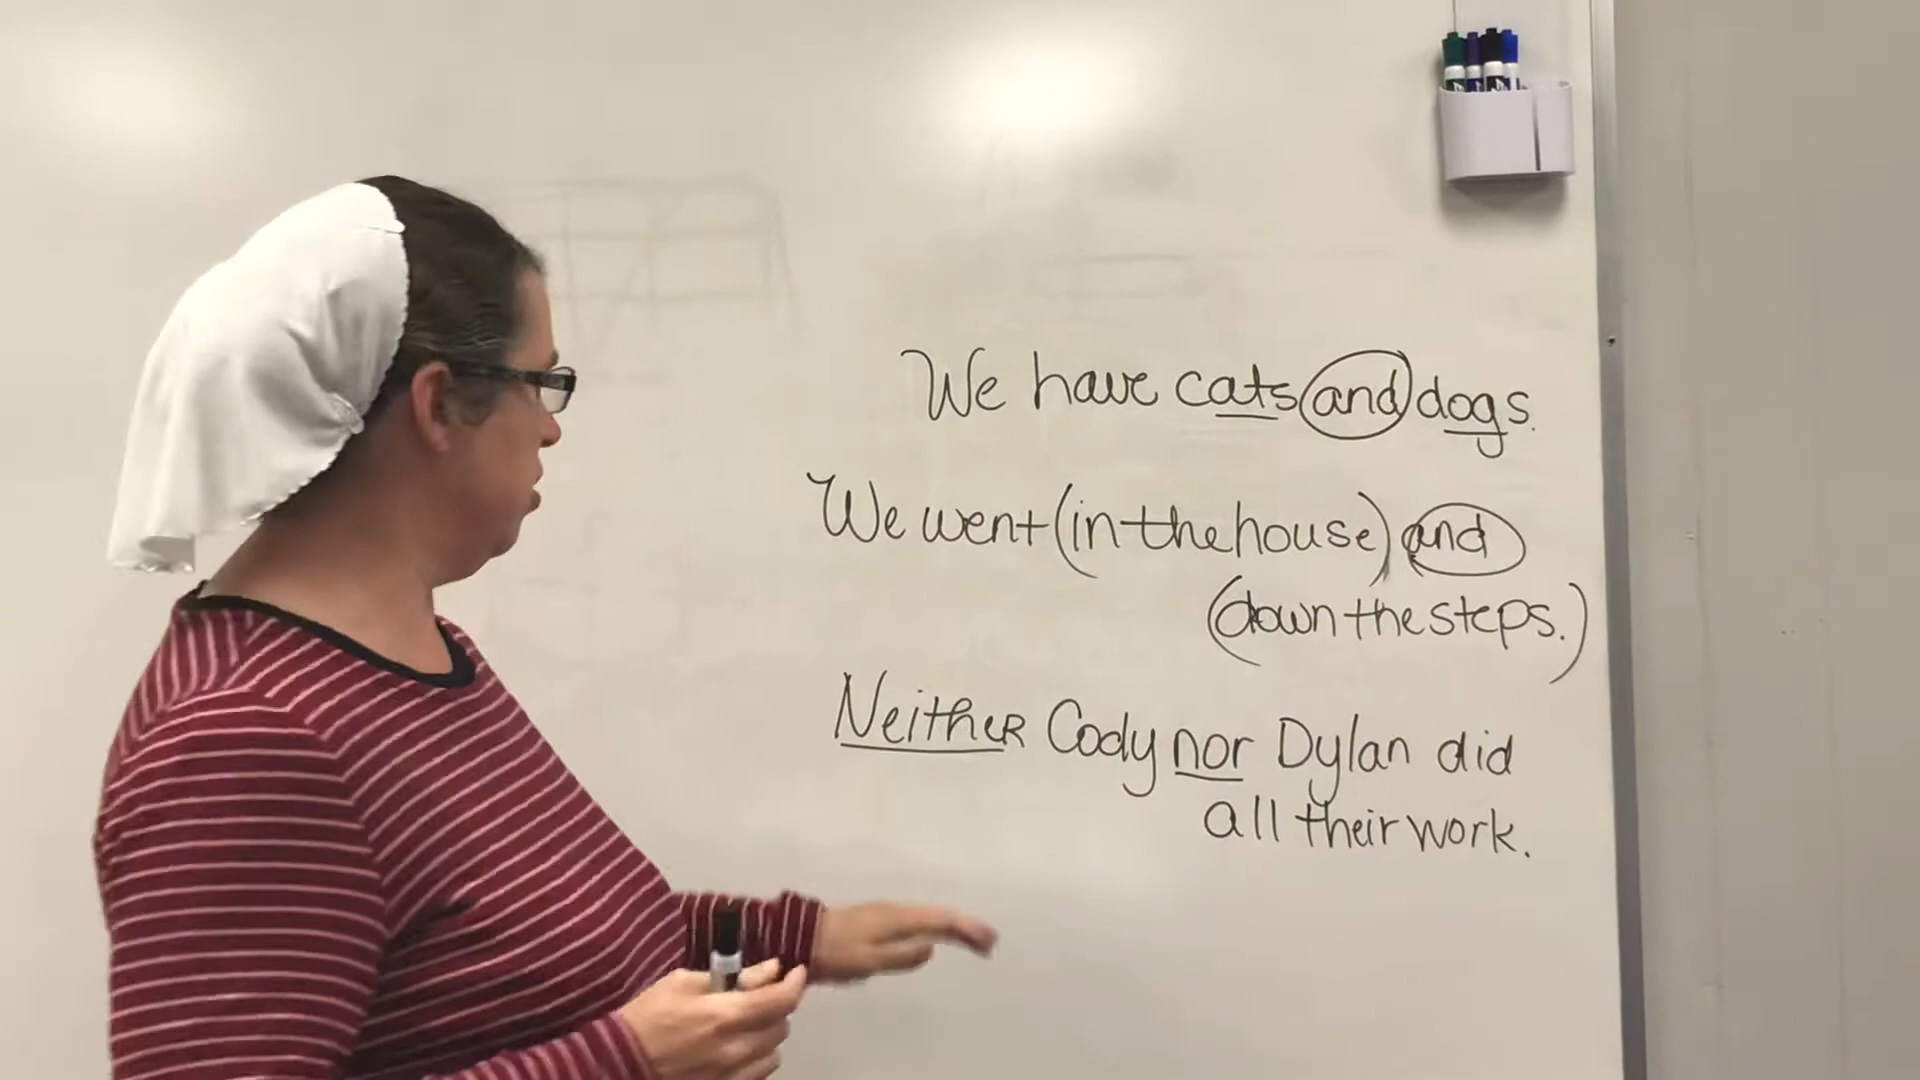 We have cats and dogs.
We went (in the house) and
(down the steps.)
Neither Cody nor Dylan did
all their work.